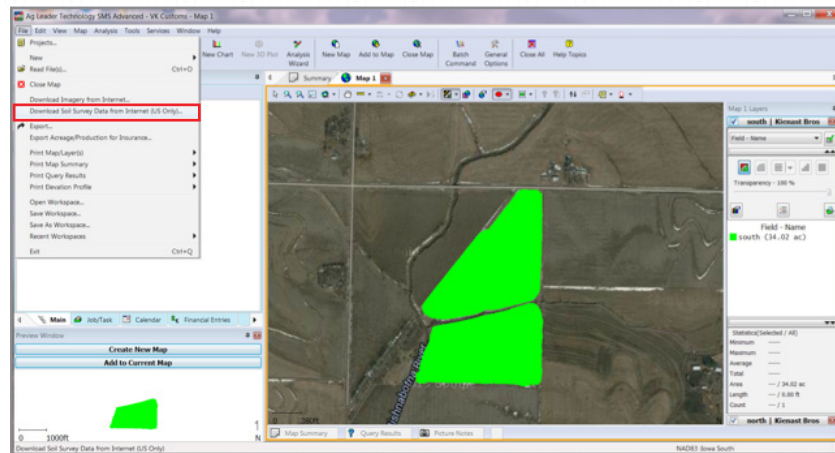 Ag Leader Technology SMS Advanced - VK Customs - Map 1
File Edit View Map Analysis Tools Services Window Help
Projects...
New
Read File(s)... Ctrl+O
Close Map
Download Imagery from Internet...
Download Soil Survey Data from Internet (US Only)...
Export...
Export Acreage/Production for Insurance...
Print Map/Layer(s)
Print Map Summary
Print Query Results
Print Elevation Profile
Open Workspace...
Save Workspace...
Save As Workspace...
Recent Workspaces
Exit Ctrl+Q
New Chart New 3D Plot Analysis Wizard New Map Add to Map Close Map Batch Command General Options Close All Help Topics
Summary Map 1
Map 1 Layers
south | Kienast Bros
Field - Name
Transparency - 100 %
Field - Name
south (34.02 ac)
Statistics(Selected / All)
Minimum ----
Maximum ----
Average ----
Total ----
Area --- / 34.02 ac
Length --- / 0.00 ft
Count --- / 1
north | Kienast Bros
Main Job/Task Calendar Financial Entries
Preview Window
Create New Map
Add to Current Map
0 1000ft N
Map Summary Query Results Picture Notes
Download Soil Survey Data from Internet (US Only) NAD83 Iowa South